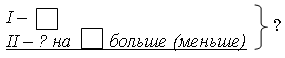 I – □
II – ? на □ больше (меньше)
?